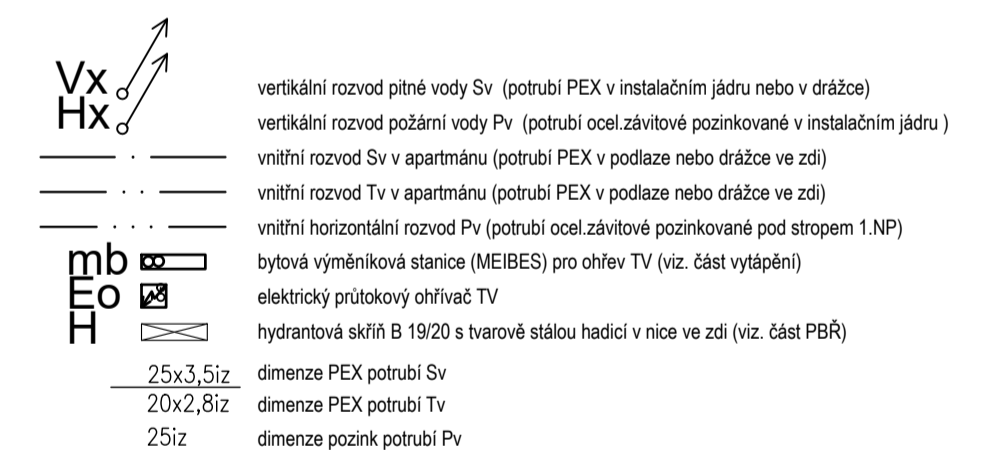 Vx vertikální rozvod pitné vody Sv (potrubí PEX v instalačním jádru nebo v drážce)
Hx vertikální rozvod požární vody Pv (potrubí ocel.závitové pozinkované v instalačním jádru )
vnitřní rozvod Sv v apartmánu (potrubí PEX v podlaze nebo drážce ve zdi)
vnitřní rozvod Tv v apartmánu (potrubí PEX v podlaze nebo drážce ve zdi)
vnitřní horizontální rozvod Pv (potrubí ocel.závitové pozinkované pod stropem 1.NP)
mb bytová výměníková stanice (MEIBES) pro ohřev TV (viz. část vytápění)
Eo elektrický průtokový ohřívač TV
H hydrantová skříň B 19/20 s tvarově stálou hadicí v nice ve zdi (viz. část PBŘ)
25x3,5iz dimenze PEX potrubí Sv
20x2,8iz dimenze PEX potrubí Tv
25iz dimenze pozink potrubí Pv